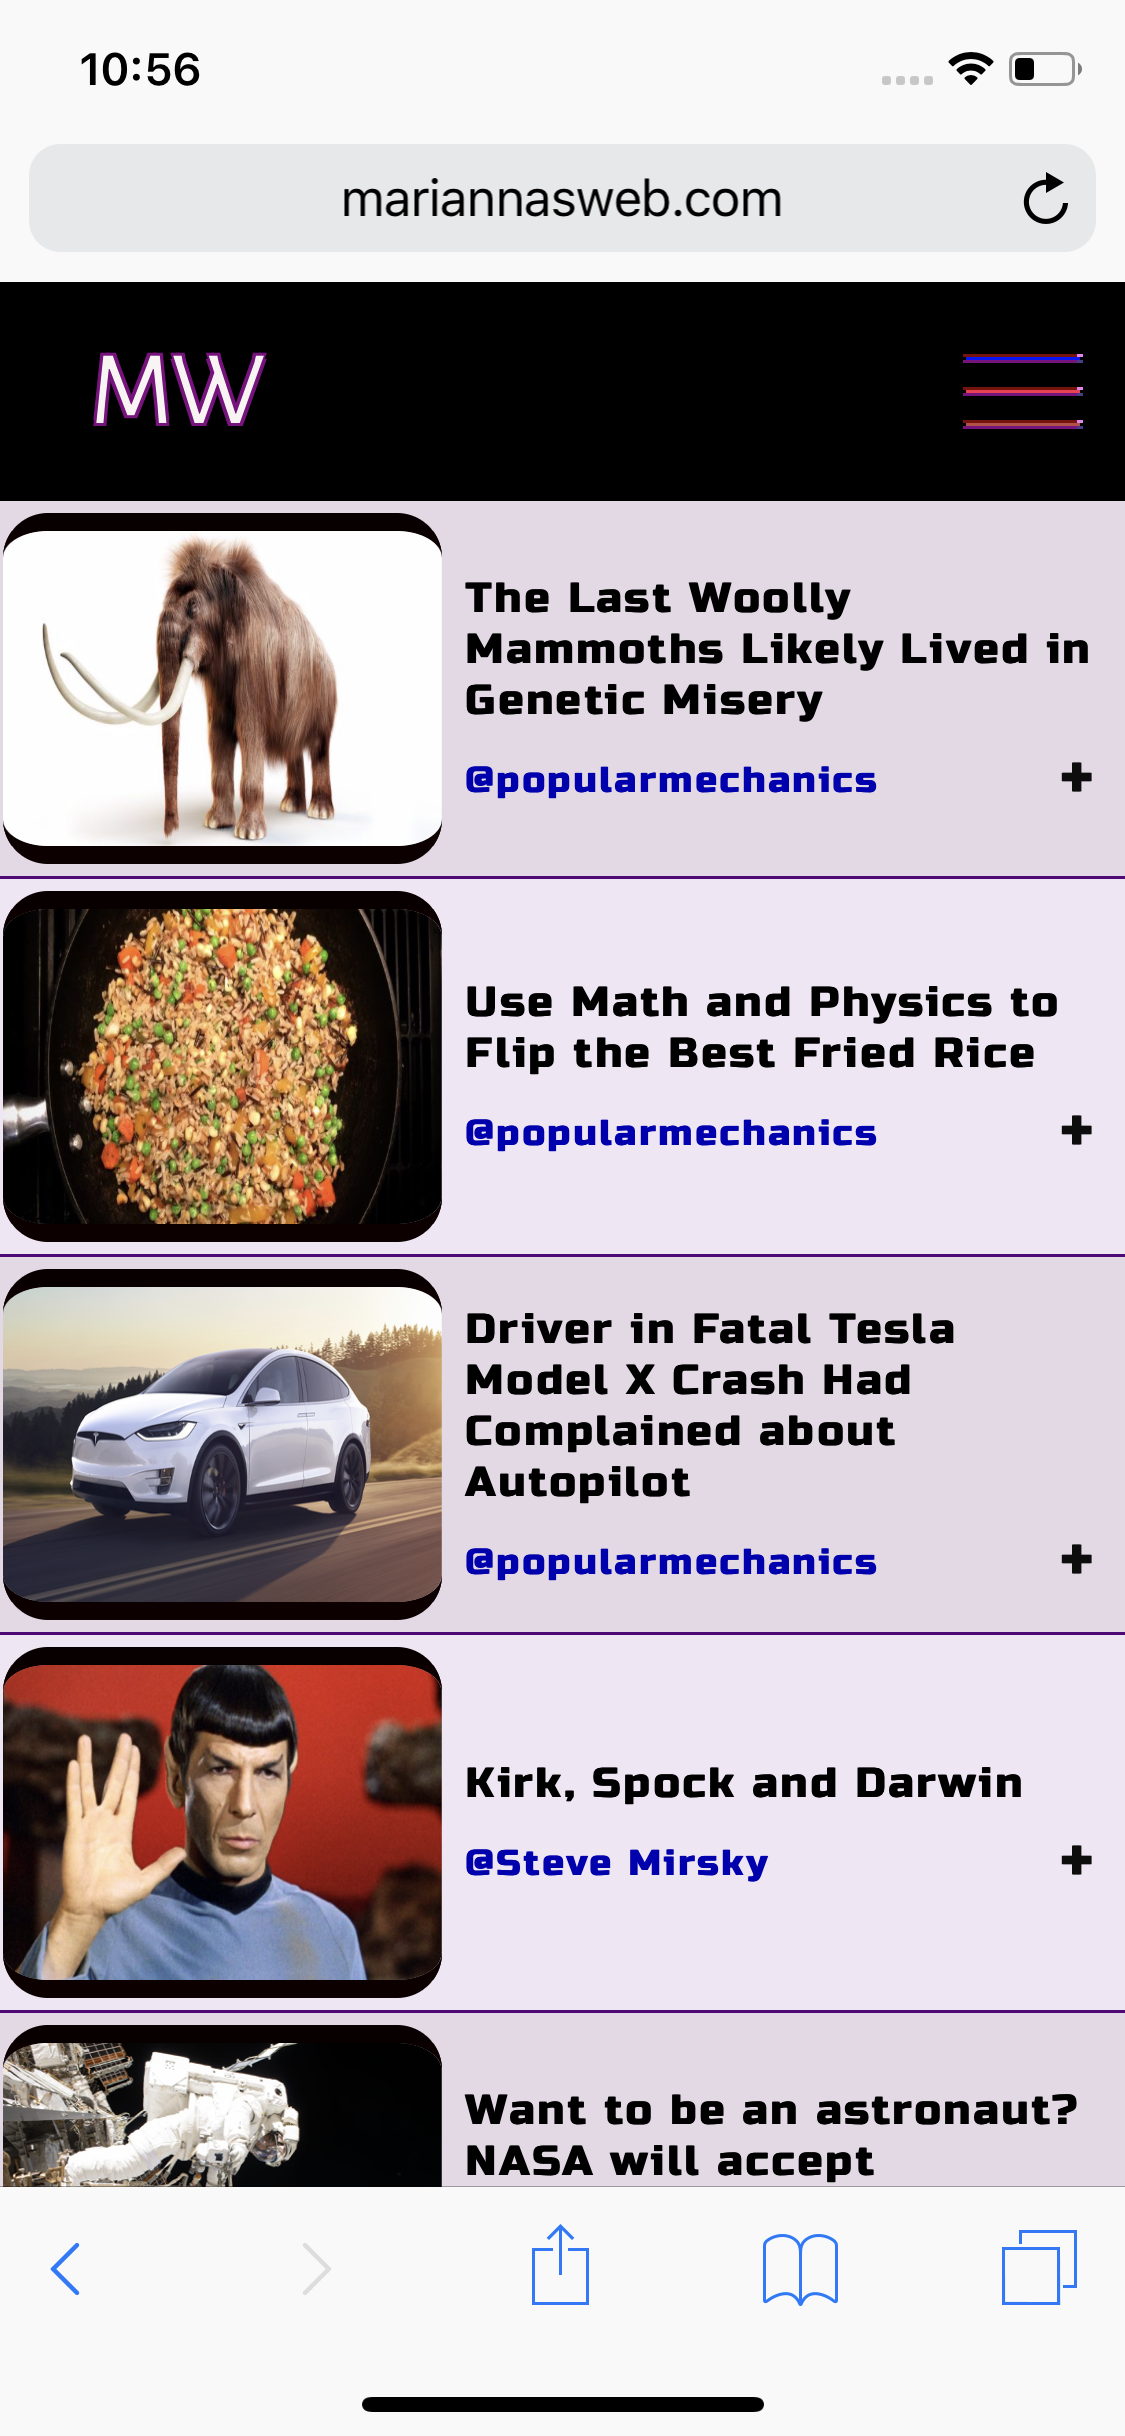 10:56
mariannasweb.com
MW
The Last Woolly
Mammoths Likely Lived in
Genetic Misery
@popularmechanics
+
Use Math and Physics to
Flip the Best Fried Rice
@popularmechanics
+
Driver in Fatal Tesla
Model X Crash Had
Complained about
Autopilot
@popularmechanics
+
Kirk, Spock and Darwin
@Steve Mirsky
+
Want to be an astronaut?
NASA will accept